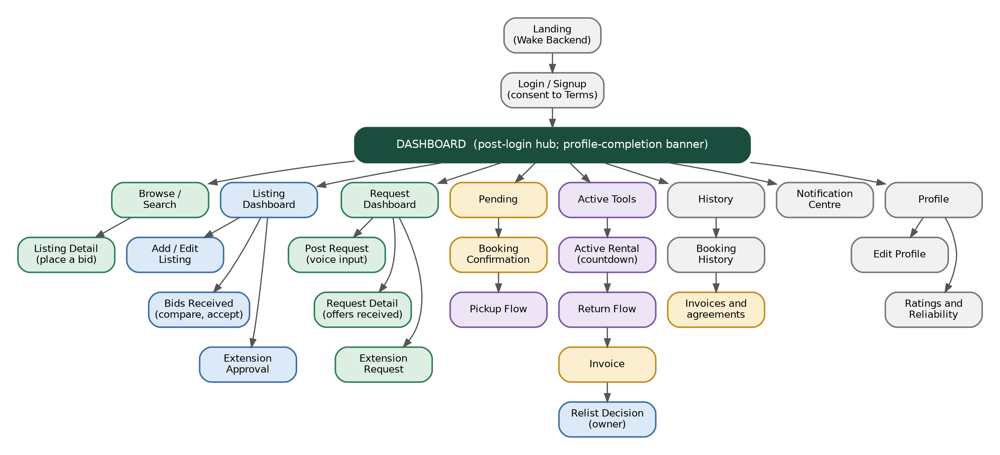 Landing
(Wake Backend)
Login / Signup
(consent to Terms)
DASHBOARD  (post-login hub; profile-completion banner)
Browse /
Search
Listing
Dashboard
Request
Dashboard
Pending
Active Tools
History
Notification
Centre
Profile
Listing Detail
(place a bid)
Add / Edit
Listing
Post Request
(voice input)
Booking
Confirmation
Active Rental
(countdown)
Booking
History
Edit Profile
Bids Received
(compare, accept)
Request Detail
(offers received)
Pickup Flow
Return Flow
Invoices and
agreements
Ratings and
Reliability
Extension
Approval
Extension
Request
Invoice
Relist Decision
(owner)